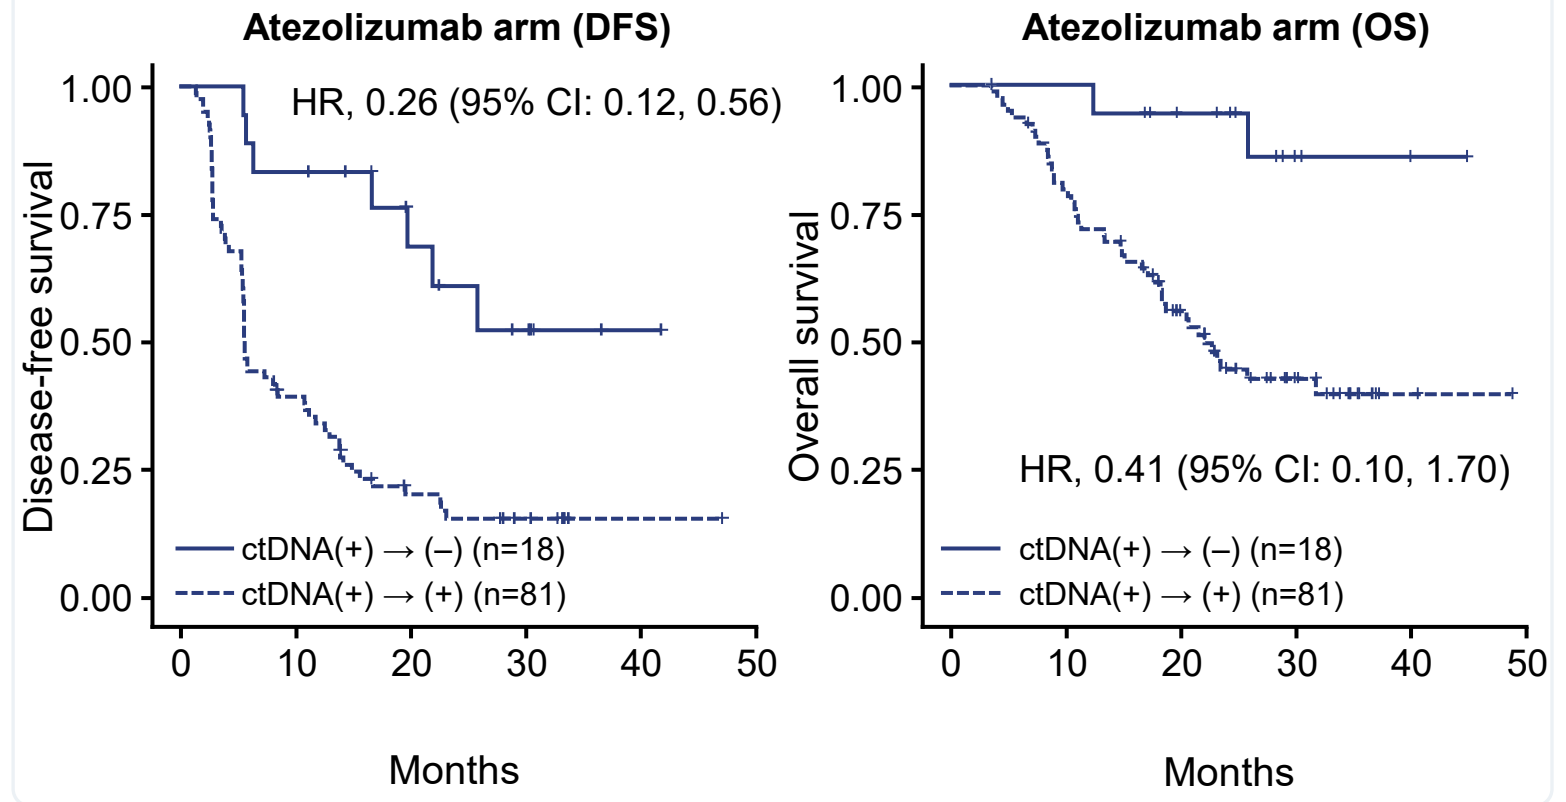 Atezolizumab arm (DFS)
Disease-free survival
1.00
0.75
0.50
0.25
0.00
HR, 0.26 (95% CI: 0.12, 0.56)
ctDNA(+) → (–) (n=18)
ctDNA(+) → (+) (n=81)
0 10 20 30 40 50
Months
Atezolizumab arm (OS)
Overall survival
1.00
0.75
0.50
0.25
0.00
HR, 0.41 (95% CI: 0.10, 1.70)
ctDNA(+) → (–) (n=18)
ctDNA(+) → (+) (n=81)
0 10 20 30 40 50
Months